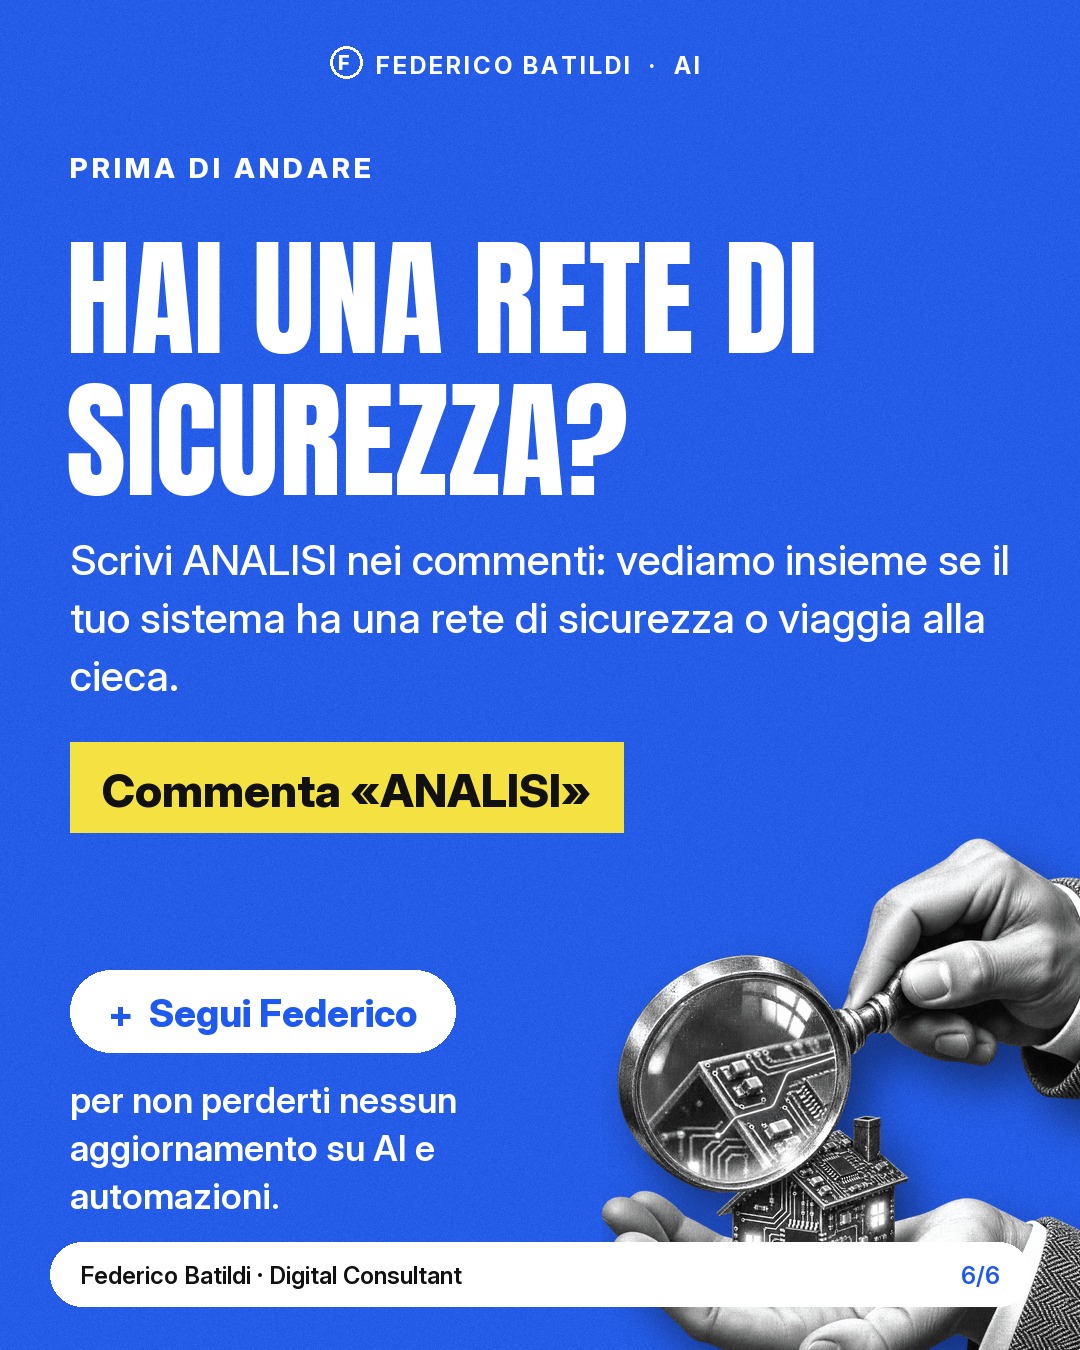 F FEDERICO BATILDI · AI
PRIMA DI ANDARE
HAI UNA RETE DI
SICUREZZA?
Scrivi ANALISI nei commenti: vediamo insieme se il
tuo sistema ha una rete di sicurezza o viaggia alla
cieca.
Commenta «ANALISI»
+ Segui Federico
per non perderti nessun
aggiornamento su AI e
automazioni.
Federico Batildi · Digital Consultant 6/6